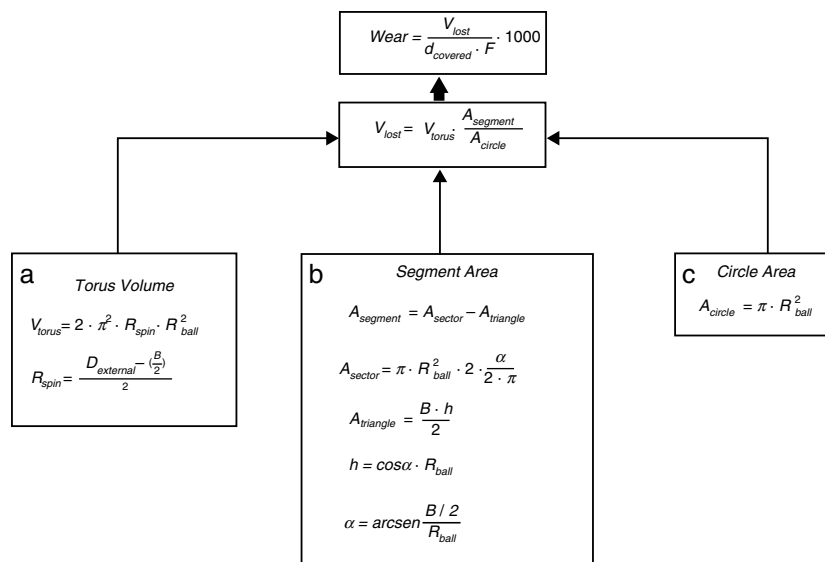 Wear = V_lost / d_covered · F · 1000
V_lost = V_torus · A_segment / A_circle
a
Torus Volume
V_torus = 2 · π² · R_spin · R²_ball
R_spin = D_external − (B/2) / 2
b
Segment Area
A_segment = A_sector − A_triangle
A_sector = π · R²_ball · 2 · α / 2 · π
A_triangle = B · h / 2
h = cosα · R_ball
α = arcsen B / 2 / R_ball
c
Circle Area
A_circle = π · R²_ball